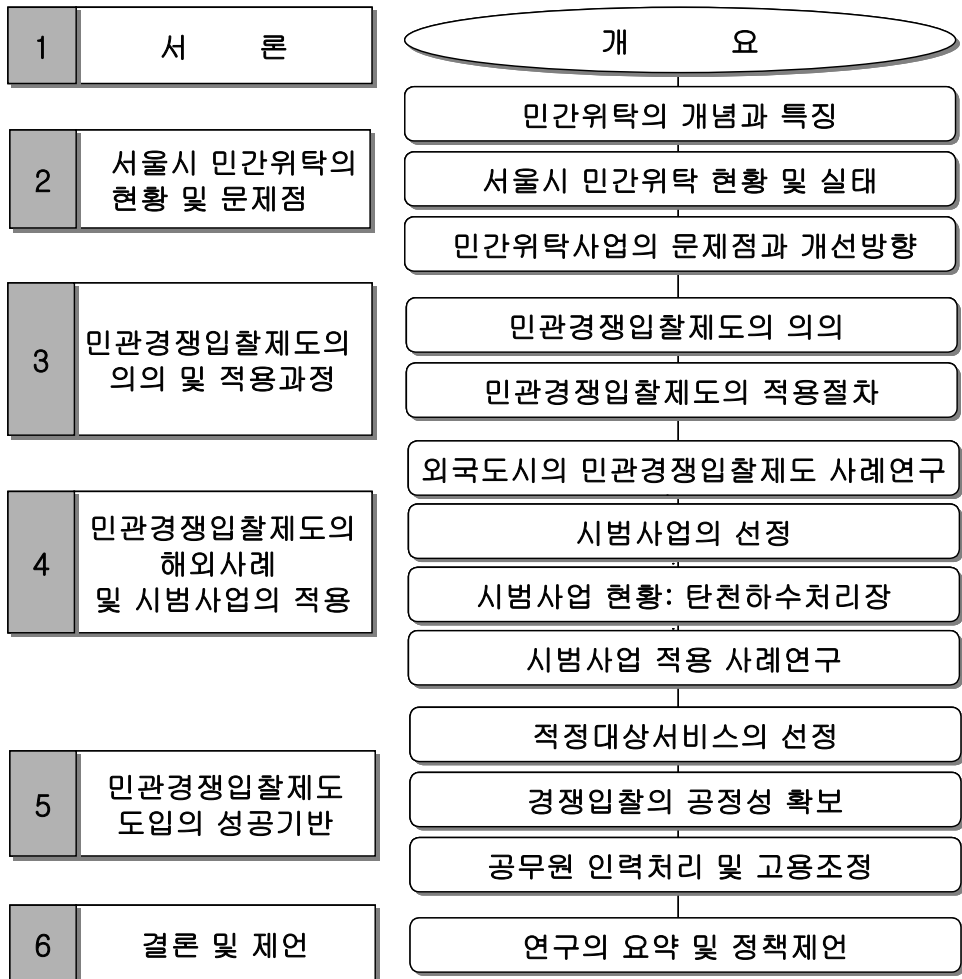 1
서 론
개 요
2
서울시 민간위탁의
현황 및 문제점
민간위탁의 개념과 특징
서울시 민간위탁 현황 및 실태
민간위탁사업의 문제점과 개선방향
3
민관경쟁입찰제도의
의의 및 적용과정
민관경쟁입찰제도의 의의
민관경쟁입찰제도의 적용절차
4
민관경쟁입찰제도의
해외사례
및 시범사업의 적용
외국도시의 민관경쟁입찰제도 사례연구
시범사업의 선정
시범사업 현황: 탄천하수처리장
시범사업 적용 사례연구
5
민관경쟁입찰제도
도입의 성공기반
적정대상서비스의 선정
경쟁입찰의 공정성 확보
공무원 인력처리 및 고용조정
6
결론 및 제언
연구의 요약 및 정책제언